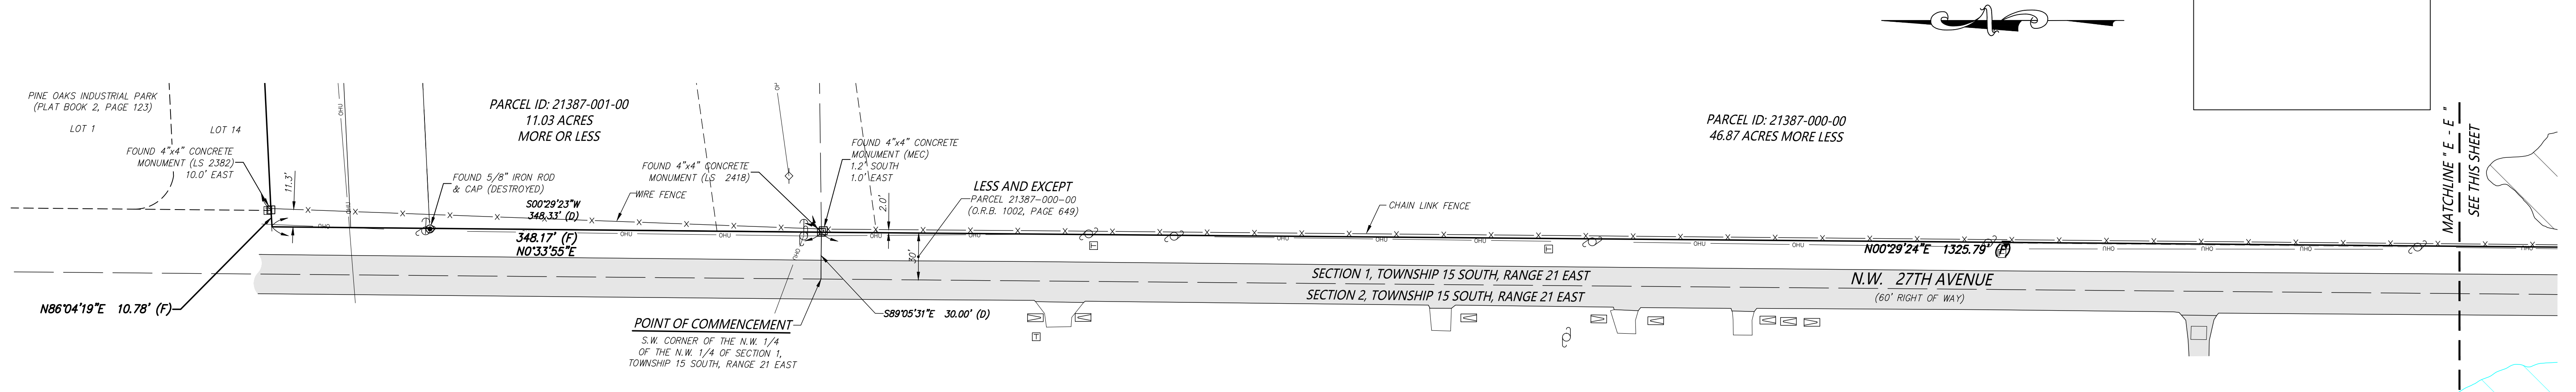 PINE OAKS INDUSTRIAL PARK
(PLAT BOOK 2, PAGE 123)
LOT 1
LOT 14
FOUND 4"x4" CONCRETE
MONUMENT (LS 2382)
10.0' EAST
11.3'
OHU
OHU
OHU
PARCEL ID: 21387-001-00
11.03 ACRES
MORE OR LESS
FOUND 5/8" IRON ROD
& CAP (DESTROYED)
S00°29'23"W
348.33' (D)
WIRE FENCE
348.17' (F)
N0°33'55"E
FOUND 4"x4" CONCRETE
MONUMENT (LS 2418)
FOUND 4"x4" CONCRETE
MONUMENT (MEC)
1.2' SOUTH
1.0' EAST
2.0'
30'
LESS AND EXCEPT
PARCEL 21387-000-00
(O.R.B. 1002, PAGE 649)
CHAIN LINK FENCE
PARCEL ID: 21387-000-00
46.87 ACRES MORE LESS
N00°29'24"E 1325.79' (F)
MATCHLINE " E - E "
SEE THIS SHEET
SECTION 1, TOWNSHIP 15 SOUTH, RANGE 21 EAST
SECTION 2, TOWNSHIP 15 SOUTH, RANGE 21 EAST
N.W. 27TH AVENUE
(60' RIGHT OF WAY)
N86°04'19"E 10.78' (F)
S89°05'31"E 30.00' (D)
POINT OF COMMENCEMENT
S.W. CORNER OF THE N.W. 1/4
OF THE N.W. 1/4 OF SECTION 1,
TOWNSHIP 15 SOUTH, RANGE 21 EAST